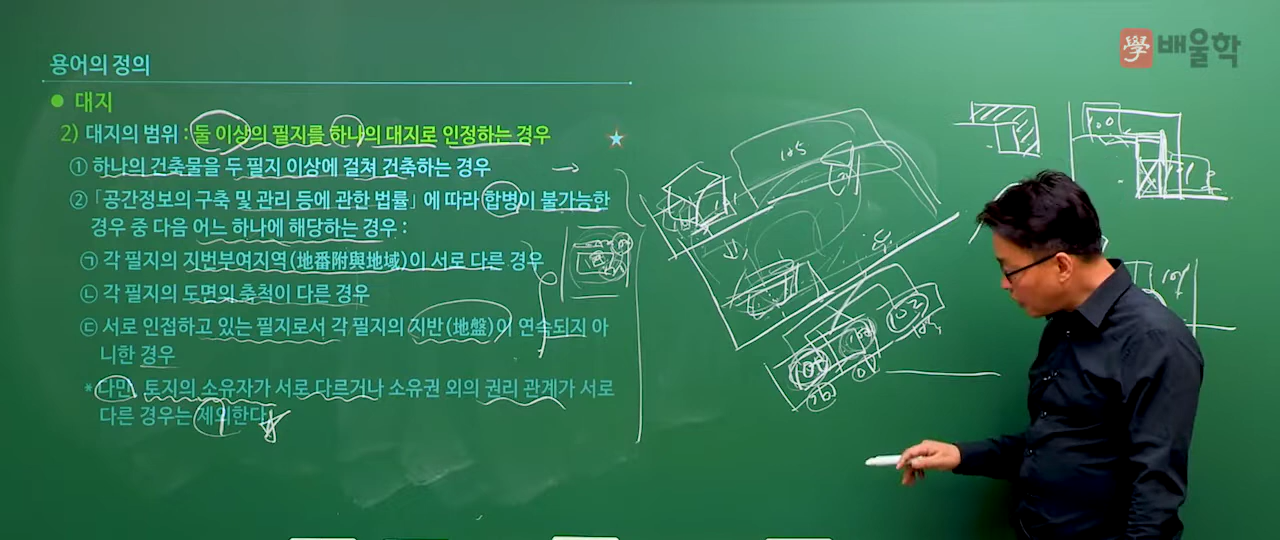 學 배울학
용어의 정의
● 대지
2) 대지의 범위 : 둘 이상의 필지를 하나의 대지로 인정하는 경우
① 하나의 건축물을 두 필지 이상에 걸쳐 건축하는 경우
② 「공간정보의 구축 및 관리 등에 관한 법률」에 따라 합병이 불가능한
경우 중 다음 어느 하나에 해당하는 경우 :
㉠ 각 필지의 지번부여지역(地番附與地域)이 서로 다른 경우
㉡ 각 필지의 도면의 축척이 다른 경우
㉢ 서로 인접하고 있는 필지로서 각 필지의 지반(地盤)이 연속되지 아
니한 경우
* 다만, 토지의 소유자가 서로 다르거나 소유권 외의 권리 관계가 서로
다른 경우는 제외한다.
105